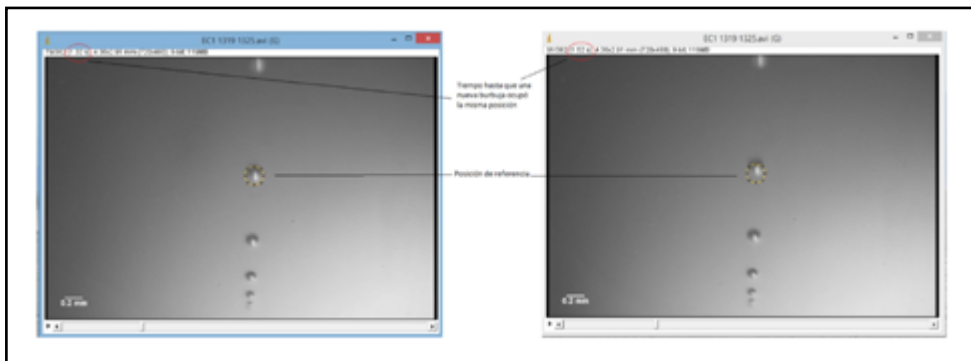 EC1 1319 1325.avi (G)
EC1 1319 1325.avi (G)
Tiempo hasta que una
nueva burbuja ocupó
la misma posición
Posición de referencia
0.2 mm
0.2 mm